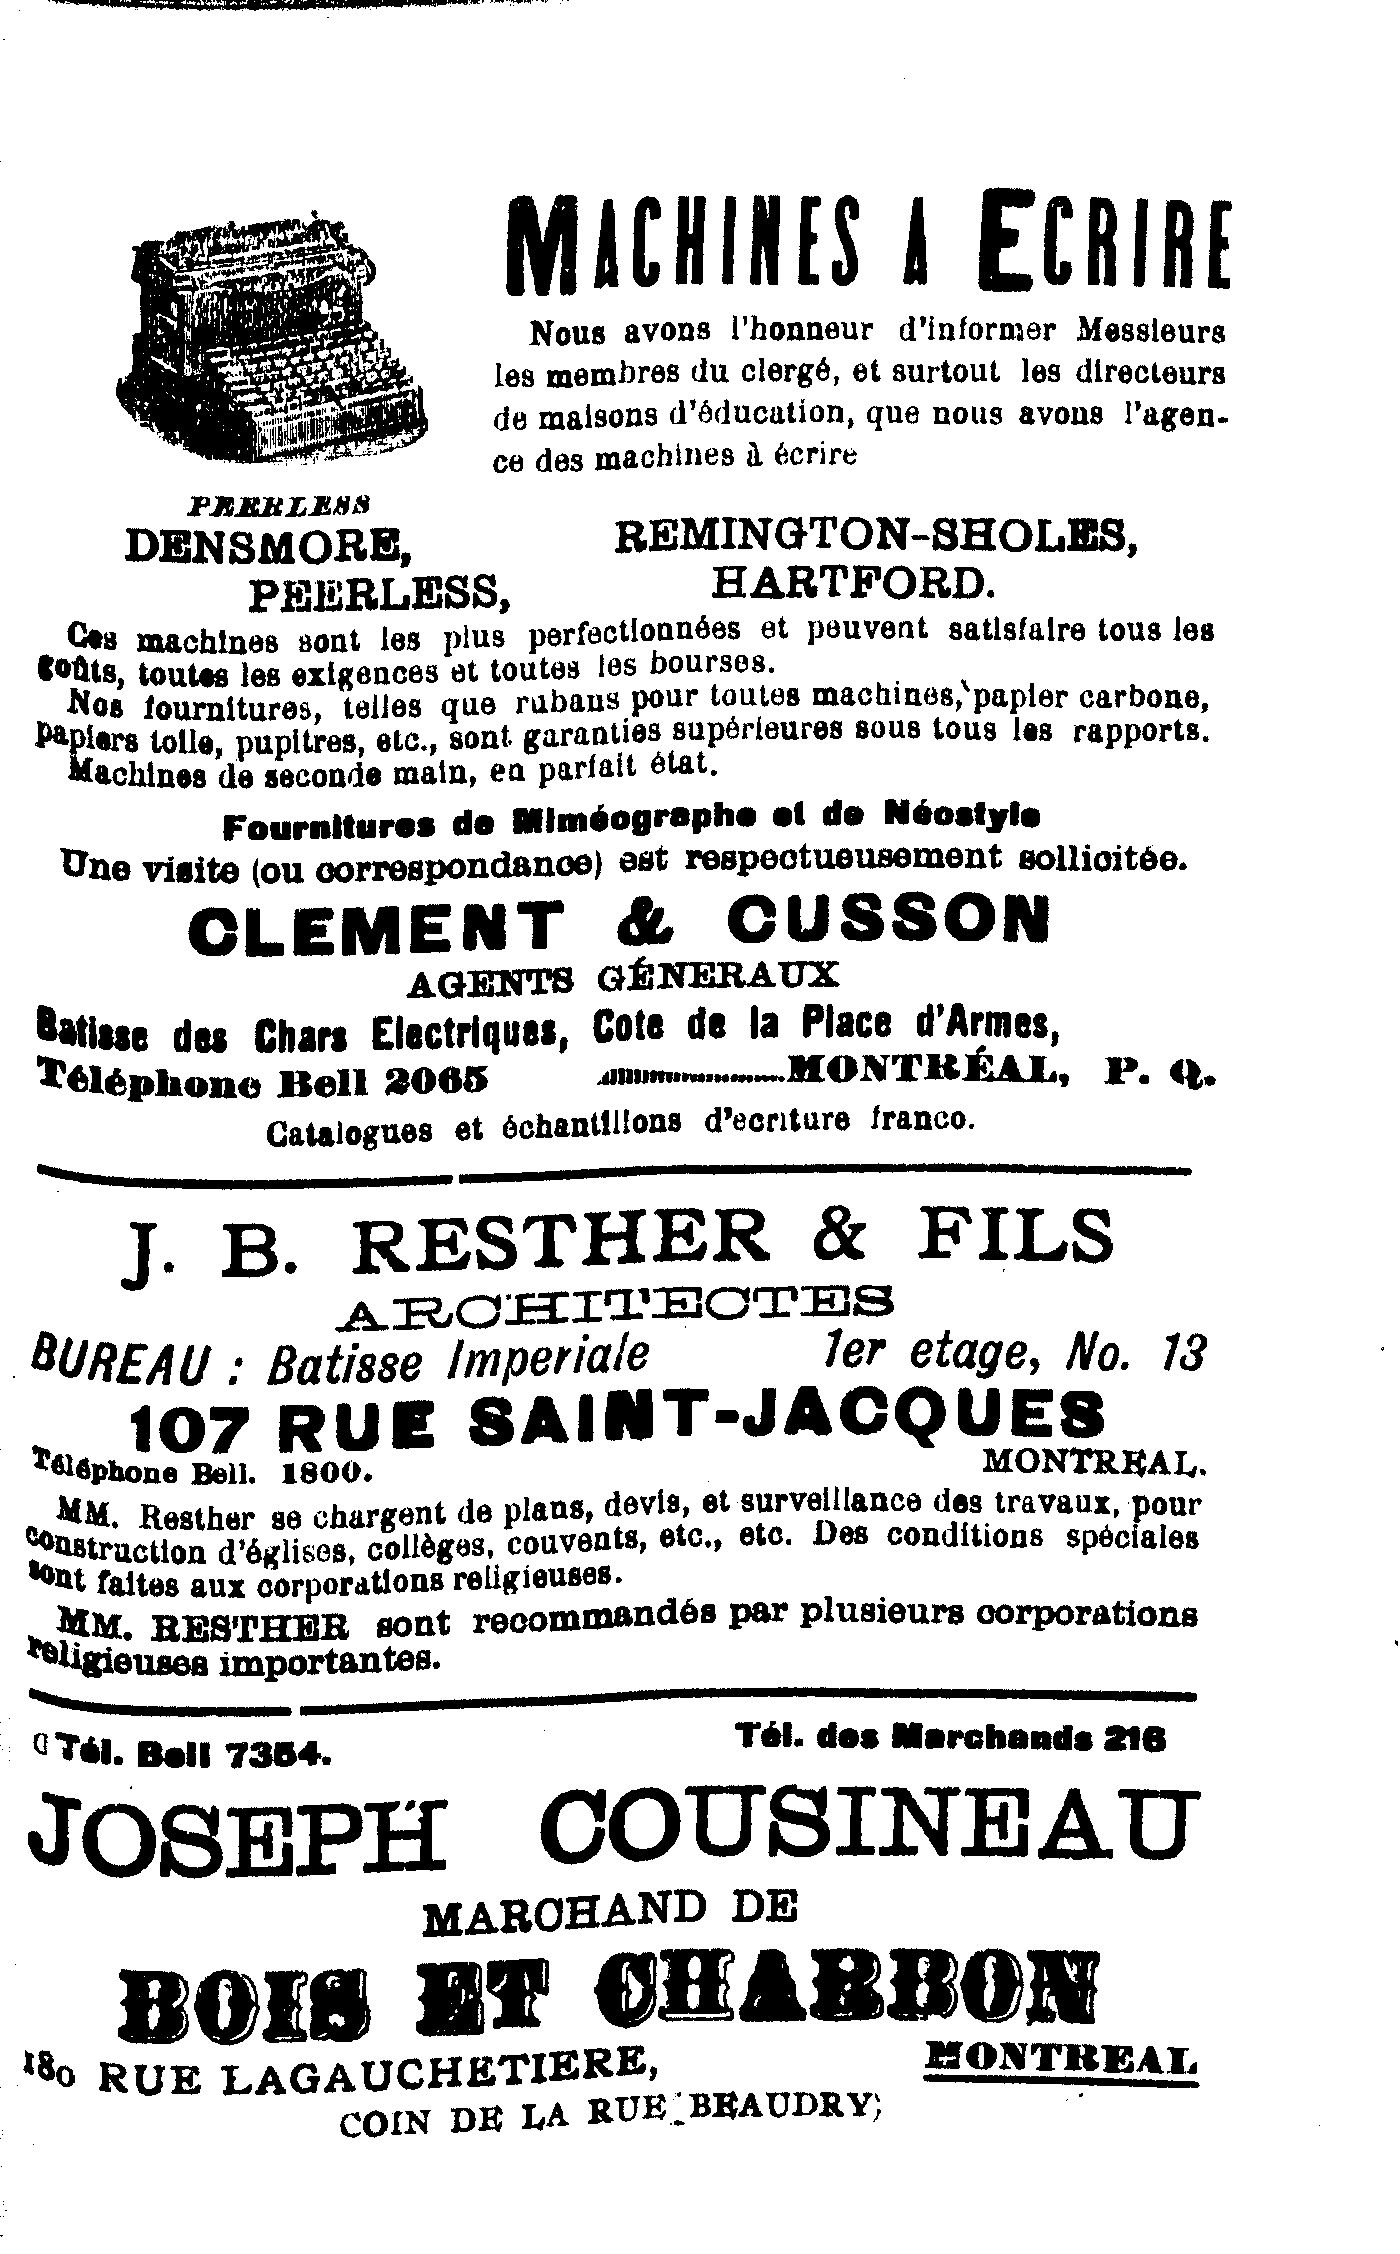 MACHINES A ECRIRE
Nous avons l'honneur d'informer Messieurs
les membres du clergé, et surtout les directeurs
de maisons d'éducation, que nous avons l'agen-
ce des machines à écrire
PEERLESS
DENSMORE,
PEERLESS,
REMINGTON-SHOLES,
HARTFORD.
Ces machines sont les plus perfectionnées et peuvent satisfaire tous les
goûts, toutes les exigences et toutes les bourses.
Nos fournitures, telles que rubans pour toutes machines, papier carbone,
papiers toile, pupitres, etc., sont garanties supérieures sous tous les rapports.
Machines de seconde main, en parfait état.
Fournitures de Miméographe et de Néostyle
Une visite (ou correspondance) est respectueusement sollicitée.
CLEMENT & CUSSON
AGENTS GÉNERAUX
Batisse des Chars Electriques, Cote de la Place d'Armes,
Téléphone Bell 2065 MONTRÉAL, P. Q.
Catalogues et échantillons d'ecriture franco.
J. B. RESTHER & FILS
ARCHITECTES
BUREAU : Batisse Imperiale 1er etage, No. 13
107 RUE SAINT-JACQUES
Téléphone Bell. 1800. MONTREAL.
MM. Resther se chargent de plans, devis, et surveillance des travaux, pour
construction d'églises, collèges, couvents, etc., etc. Des conditions spéciales
sont faites aux corporations religieuses.
MM. RESTHER sont recommandés par plusieurs corporations
religieuses importantes.
Tél. Bell 7354. Tél. des Marchands 216
JOSEPH COUSINEAU
MARCHAND DE
BOIS ET CHARBON
180 RUE LAGAUCHETIERE, MONTREAL
COIN DE LA RUE BEAUDRY;